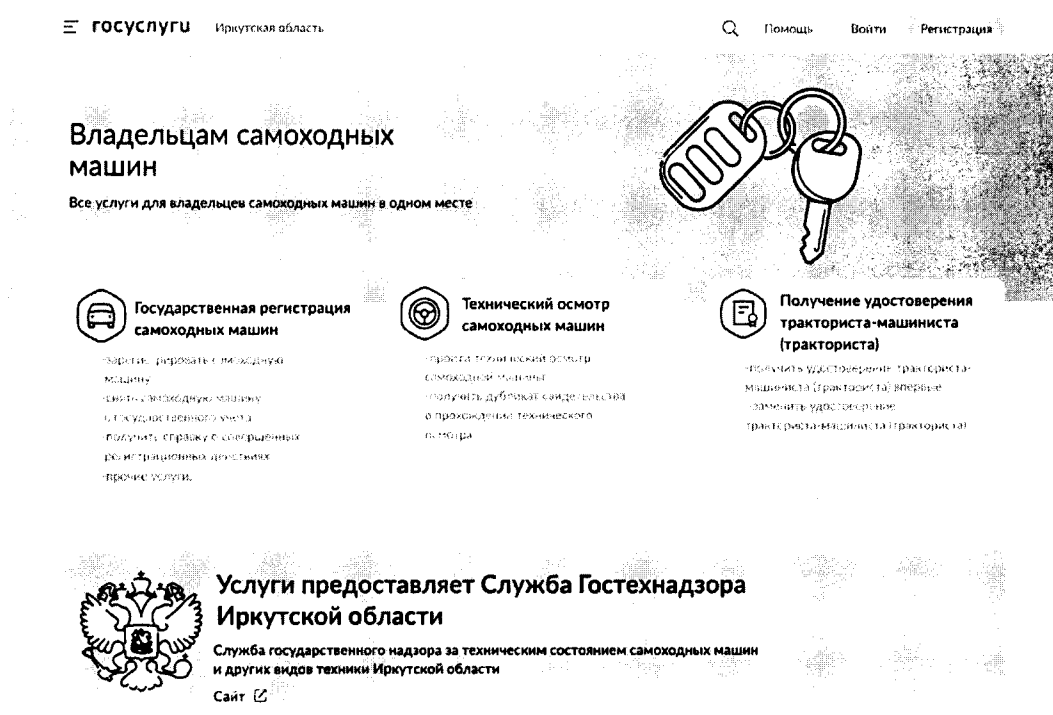 госуслуги Иркутская область Помощь Войти Регистрация
Владельцам самоходных
машин
Все услуги для владельцев самоходных машин в одном месте
Государственная регистрация
самоходных машин
-зарегистрировать самоходную
машину
-снять самоходную машину
с государственного учета
-получить справку о совершенных
регистрационных действиях
-прочие услуги.
Технический осмотр
самоходных машин
-пройти технический осмотр
самоходной машины
-получить дубликат свидетельства
о прохождении технического
осмотра
Получение удостоверения
тракториста-машиниста
(тракториста)
-получить удостоверение тракториста-
машиниста (тракториста) впервые
-заменить удостоверение
тракториста-машиниста (тракториста)
Услуги предоставляет Служба Гостехнадзора
Иркутской области
Служба государственного надзора за техническим состоянием самоходных машин
и других видов техники Иркутской области
Сайт